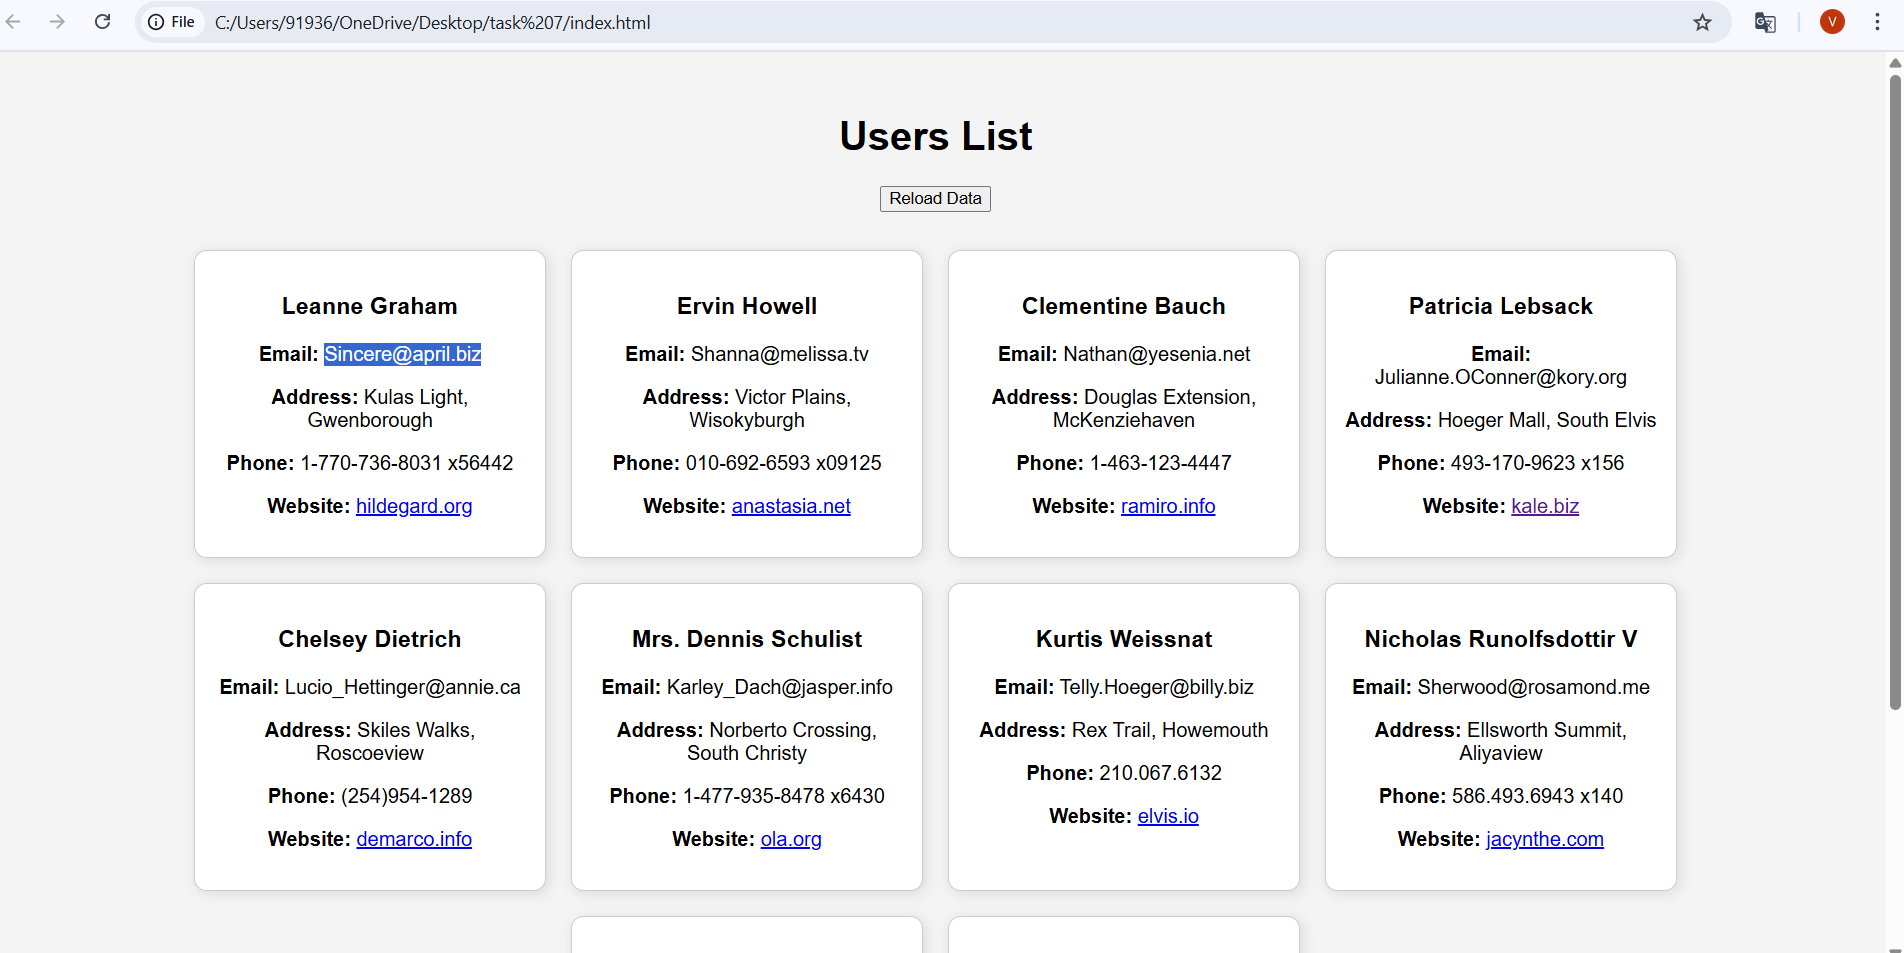 File C:/Users/91936/OneDrive/Desktop/task%207/index.html V
Users List
Reload Data
Leanne Graham
Email: Sincere@april.biz
Address: Kulas Light,
Gwenborough
Phone: 1-770-736-8031 x56442
Website: hildegard.org
Ervin Howell
Email: Shanna@melissa.tv
Address: Victor Plains,
Wisokyburgh
Phone: 010-692-6593 x09125
Website: anastasia.net
Clementine Bauch
Email: Nathan@yesenia.net
Address: Douglas Extension,
McKenziehaven
Phone: 1-463-123-4447
Website: ramiro.info
Patricia Lebsack
Email:
Julianne.OConner@kory.org
Address: Hoeger Mall, South Elvis
Phone: 493-170-9623 x156
Website: kale.biz
Chelsey Dietrich
Email: Lucio_Hettinger@annie.ca
Address: Skiles Walks,
Roscoeview
Phone: (254)954-1289
Website: demarco.info
Mrs. Dennis Schulist
Email: Karley_Dach@jasper.info
Address: Norberto Crossing,
South Christy
Phone: 1-477-935-8478 x6430
Website: ola.org
Kurtis Weissnat
Email: Telly.Hoeger@billy.biz
Address: Rex Trail, Howemouth
Phone: 210.067.6132
Website: elvis.io
Nicholas Runolfsdottir V
Email: Sherwood@rosamond.me
Address: Ellsworth Summit,
Aliyaview
Phone: 586.493.6943 x140
Website: jacynthe.com